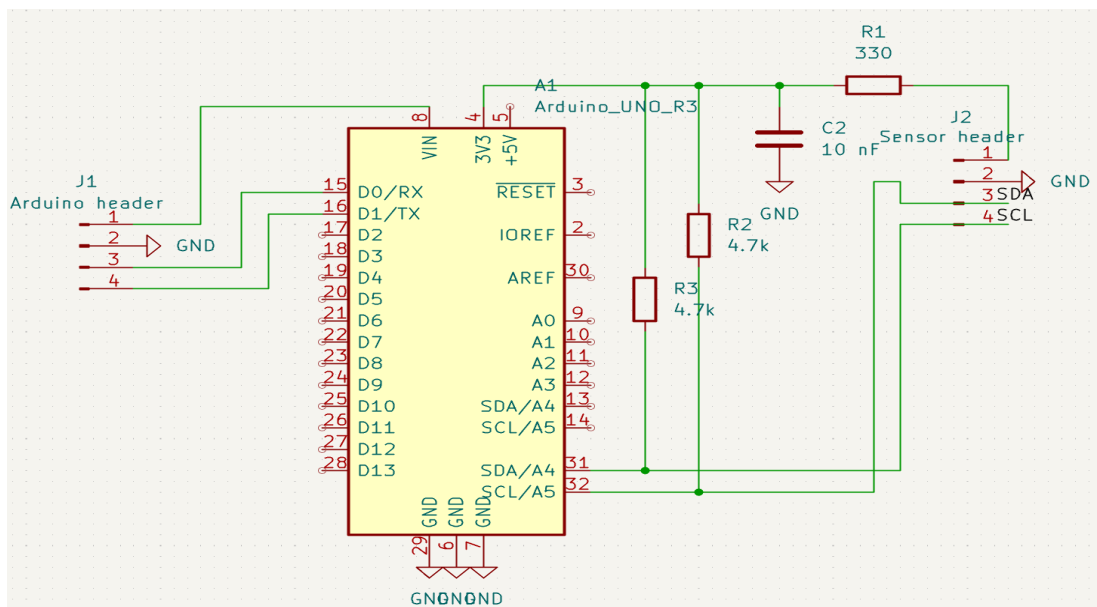 R1
330
A1
Arduino_UNO_R3
J2
Sensor header
1
2
3
4
SDA
SCL
GND
C2
10 nF
GND
R2
4.7k
R3
4.7k
J1
Arduino header
1
2
3
4
GND
8
4
5
VIN
3V3
+5V
15 D0/RX
16 D1/TX
17 D2
18 D3
19 D4
20 D5
21 D6
22 D7
23 D8
24 D9
25 D10
26 D11
27 D12
28 D13
RESET 3
IOREF 2
AREF 30
A0 9
A1 10
A2 11
A3 12
SDA/A4 13
SCL/A5 14
SDA/A4 31
SCL/A5 32
GND
GND
GND
29
6
7
GND
GND
GND